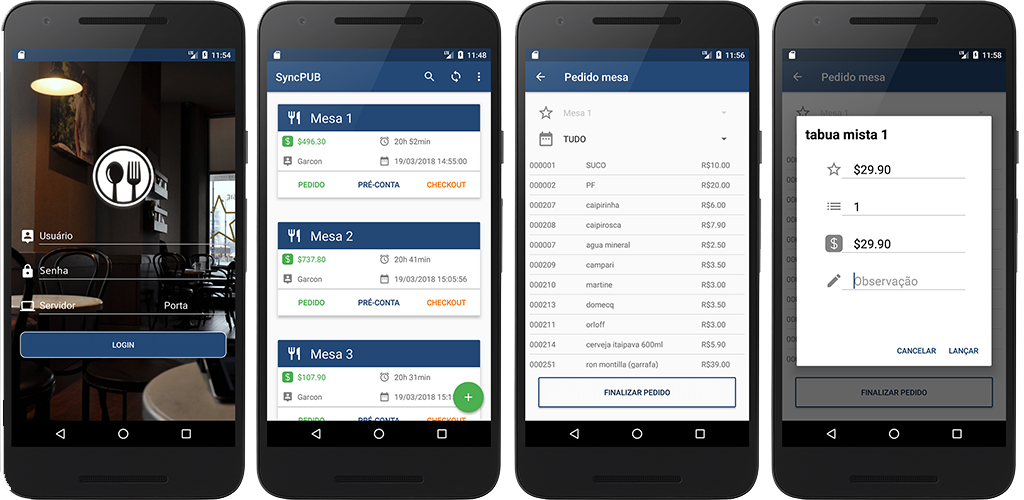 11:54
Usuário
Senha
Servidor Porta
LOGIN
11:48
SyncPUB
Mesa 1
$496.30 20h 52min
Garcon 19/03/2018 14:55:00
PEDIDO PRÉ-CONTA CHECKOUT
Mesa 2
$737.80 20h 41min
Garcon 19/03/2018 15:05:56
PEDIDO PRÉ-CONTA CHECKOUT
Mesa 3
$107.90 20h 31min
Garcon 19/03/2018 15:1
PEDIDO PRÉ-CONTA CHECKOUT
11:56
Pedido mesa
Mesa 1
TUDO
000001 SUCO R$10.00
000002 PF R$20.00
000207 caipirinha R$6.00
000208 caipirosca R$7.90
000007 agua mineral R$2.50
000209 campari R$3.50
000210 martine R$3.00
000213 domecq R$3.50
000211 orloff R$3.00
000214 cerveja itaipava 600ml R$5.90
000251 ron montilla (garrafa) R$39.00
FINALIZAR PEDIDO
11:58
Pedido mesa
Mesa 1
tabua mista 1
$29.90
1
$29.90
Observação
CANCELAR LANÇAR
FINALIZAR PEDIDO